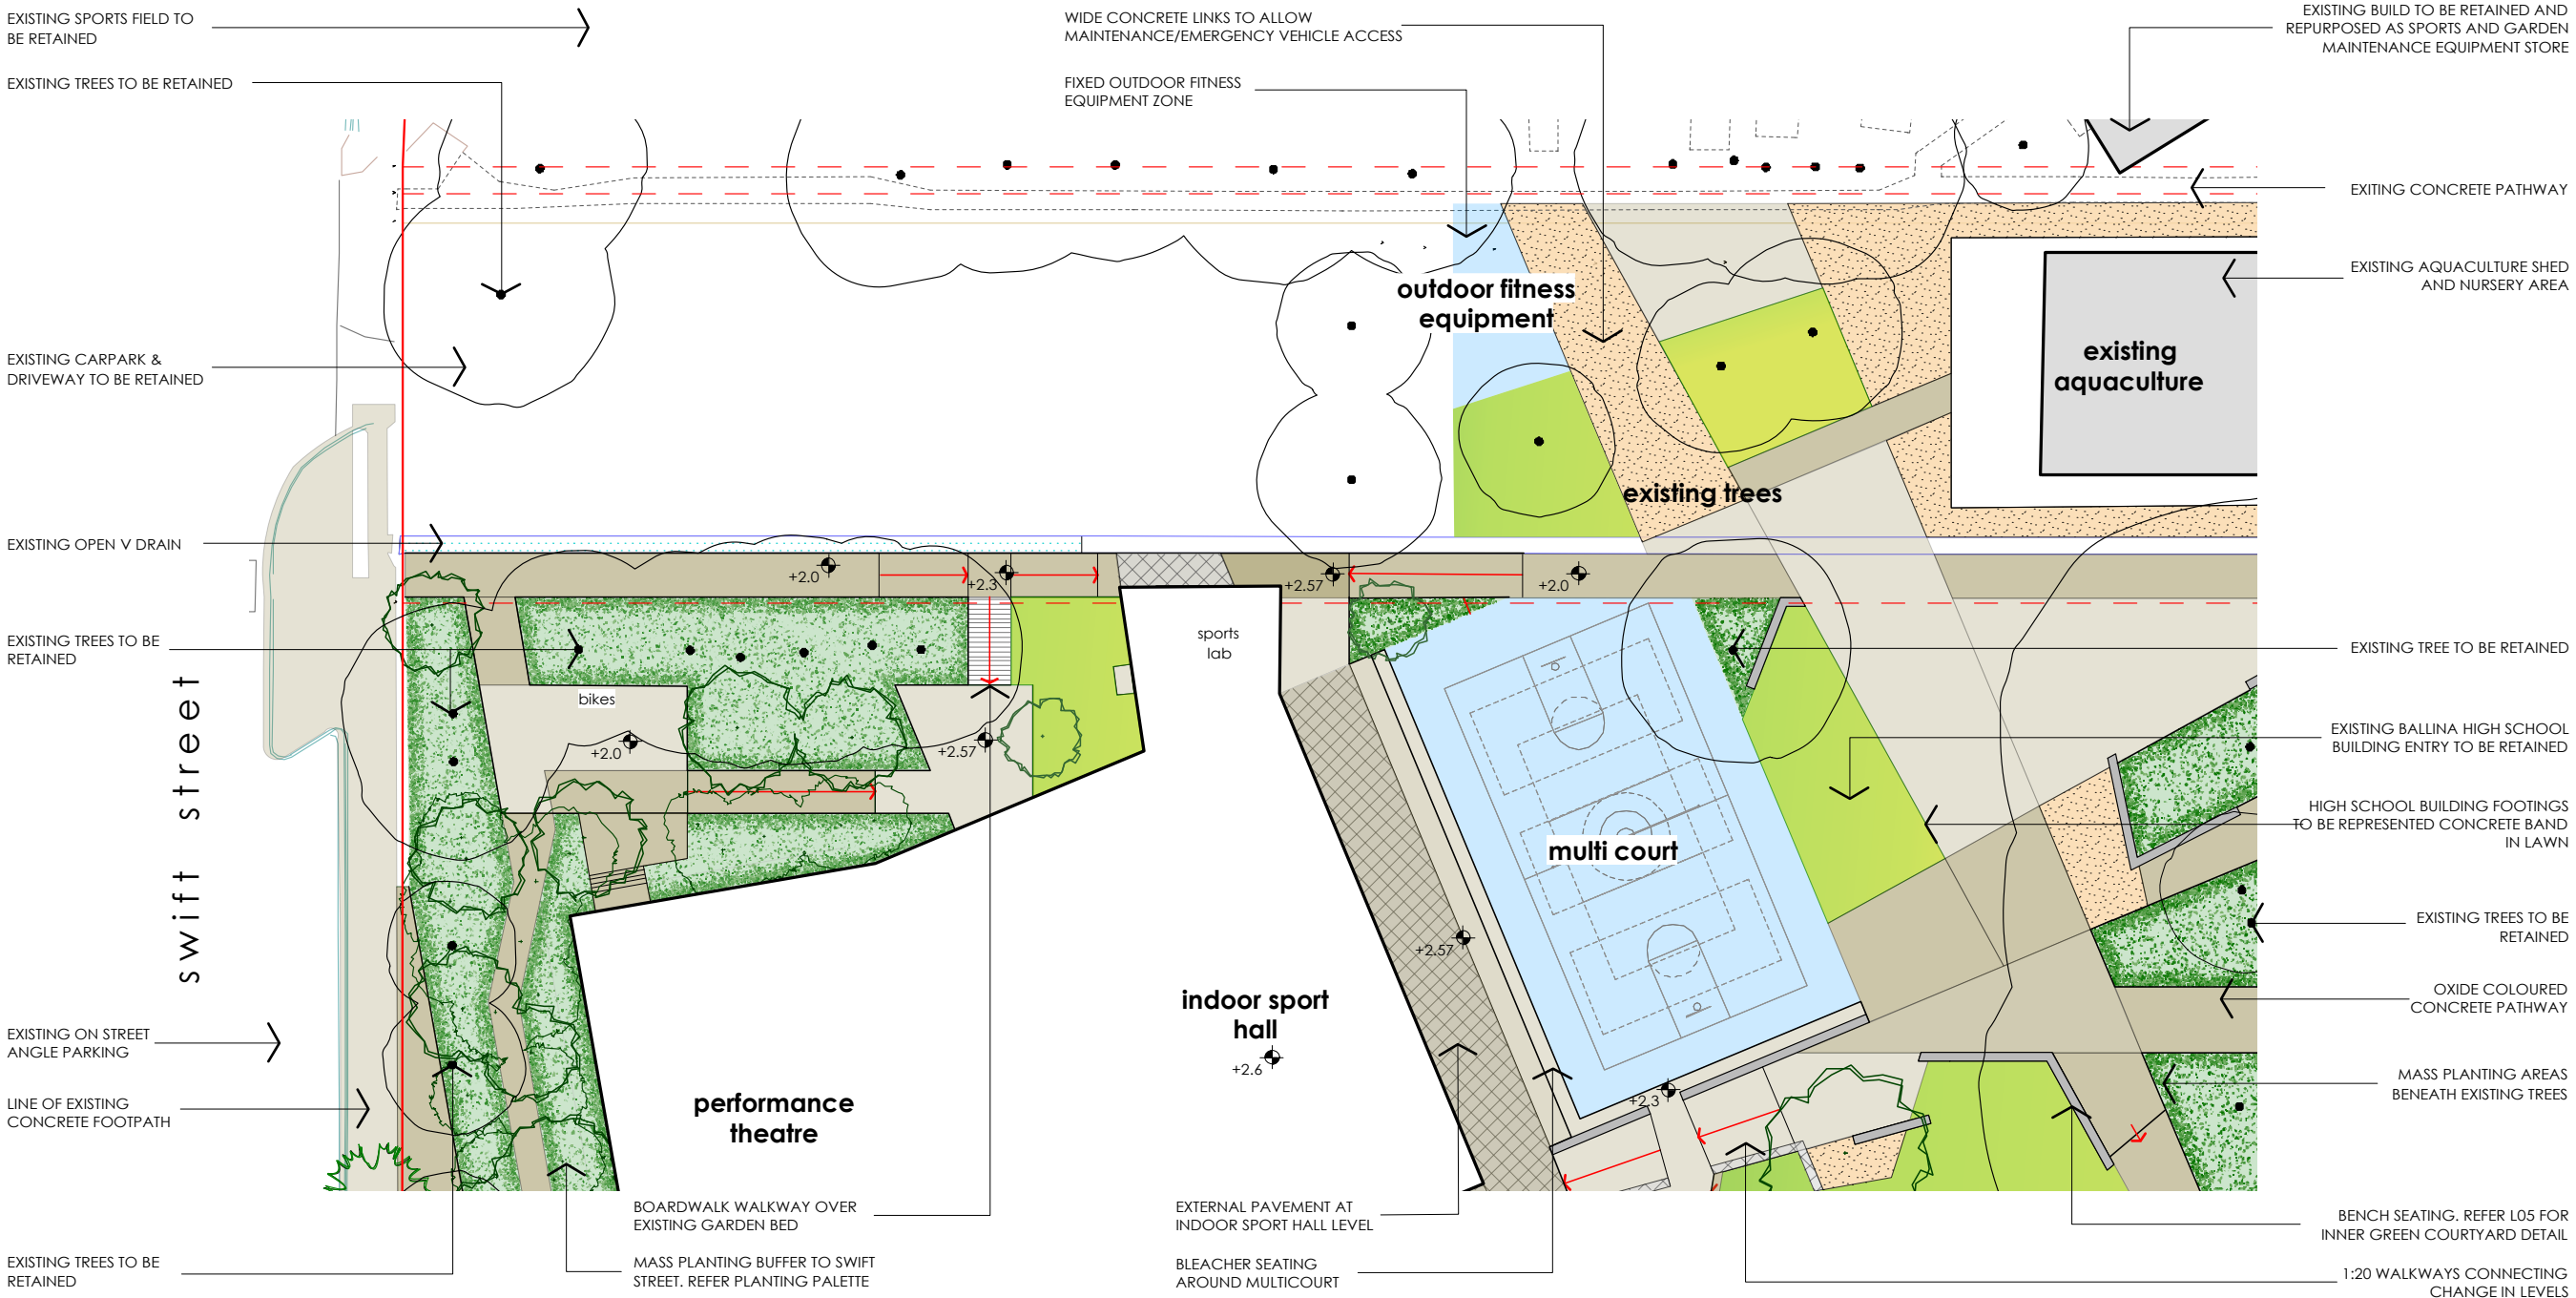 EXISTING SPORTS FIELD TO
BE RETAINED
EXISTING TREES TO BE RETAINED
EXISTING CARPARK &
DRIVEWAY TO BE RETAINED
EXISTING OPEN V DRAIN
EXISTING TREES TO BE
RETAINED
swift street
EXISTING ON STREET
ANGLE PARKING
LINE OF EXISTING
CONCRETE FOOTPATH
EXISTING TREES TO BE
RETAINED
WIDE CONCRETE LINKS TO ALLOW
MAINTENANCE/EMERGENCY VEHICLE ACCESS
FIXED OUTDOOR FITNESS
EQUIPMENT ZONE
outdoor fitness
equipment
existing
aquaculture
existing trees
+2.0
+2.3
+2.57
+2.0
sports
lab
bikes
+2.0
+2.57
multi court
+2.57
indoor sport
hall
+2.6
+2.3
performance
theatre
BOARDWALK WALKWAY OVER
EXISTING GARDEN BED
MASS PLANTING BUFFER TO SWIFT
STREET. REFER PLANTING PALETTE
EXTERNAL PAVEMENT AT
INDOOR SPORT HALL LEVEL
BLEACHER SEATING
AROUND MULTICOURT
EXISTING BUILD TO BE RETAINED AND
REPURPOSED AS SPORTS AND GARDEN
MAINTENANCE EQUIPMENT STORE
EXITING CONCRETE PATHWAY
EXISTING AQUACULTURE SHED
AND NURSERY AREA
EXISTING TREE TO BE RETAINED
EXISTING BALLINA HIGH SCHOOL
BUILDING ENTRY TO BE RETAINED
HIGH SCHOOL BUILDING FOOTINGS
TO BE REPRESENTED CONCRETE BAND
IN LAWN
EXISTING TREES TO BE
RETAINED
OXIDE COLOURED
CONCRETE PATHWAY
MASS PLANTING AREAS
BENEATH EXISTING TREES
BENCH SEATING. REFER L05 FOR
INNER GREEN COURTYARD DETAIL
1:20 WALKWAYS CONNECTING
CHANGE IN LEVELS